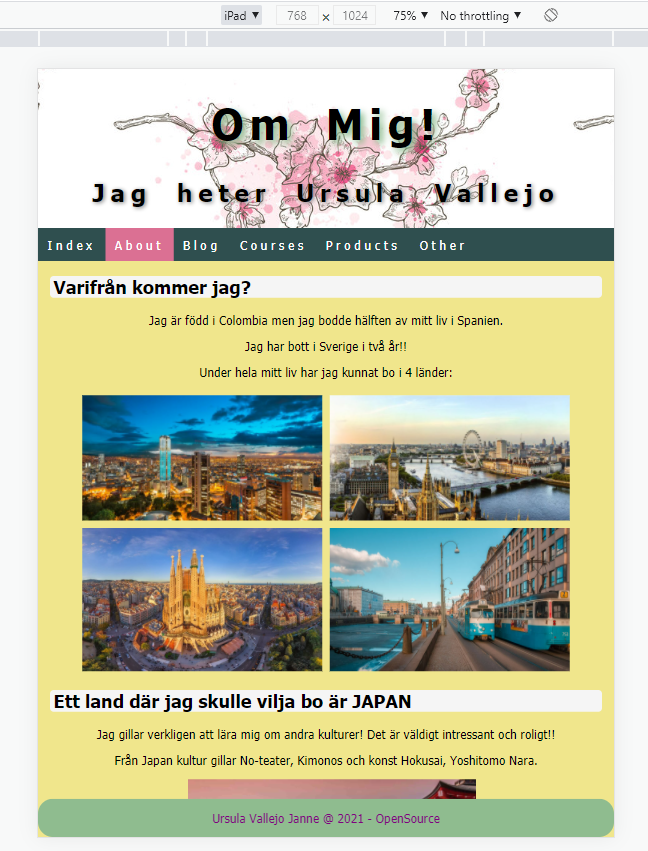 iPad ▼ 768 × 1024 75% ▼ No throttling ▼
Om Mig!
Jag heter Ursula Vallejo
Index About Blog Courses Products Other
Varifrån kommer jag?
Jag är född i Colombia men jag bodde hälften av mitt liv i Spanien.
Jag har bott i Sverige i två år!!
Under hela mitt liv har jag kunnat bo i 4 länder:
Ett land där jag skulle vilja bo är JAPAN
Jag gillar verkligen att lära mig om andra kulturer! Det är väldigt intressant och roligt!!
Från Japan kultur gillar No-teater, Kimonos och konst Hokusai, Yoshitomo Nara.
Ursula Vallejo Janne @ 2021 - OpenSource